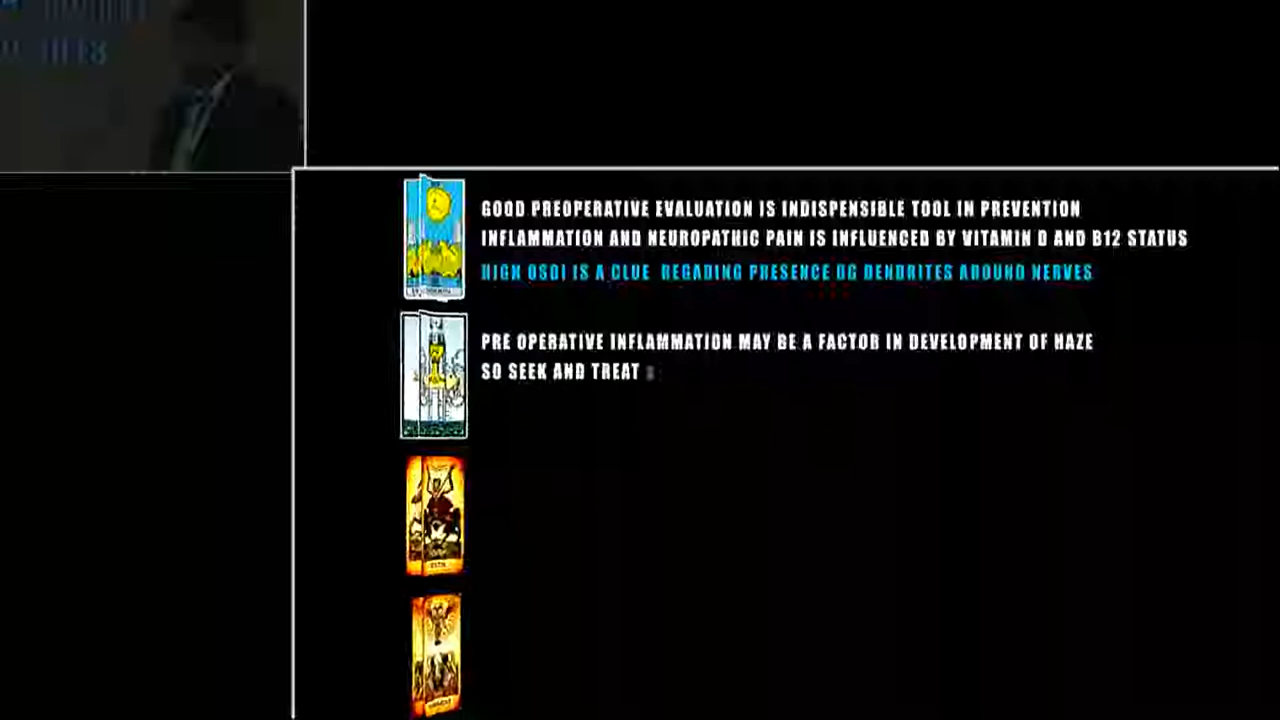 GOOD PREOPERATIVE EVALUATION IS INDISPENSIBLE TOOL IN PREVENTION
INFLAMMATION AND NEUROPATHIC PAIN IS INFLUENCED BY VITAMIN D AND B12 STATUS
HIGH OSDI IS A CLUE REGADING PRESENCE OG DENDRITES AROUND NERVES
PRE OPERATIVE INFLAMMATION MAY BE A FACTOR IN DEVELOPMENT OF HAZE
SO SEEK AND TREAT